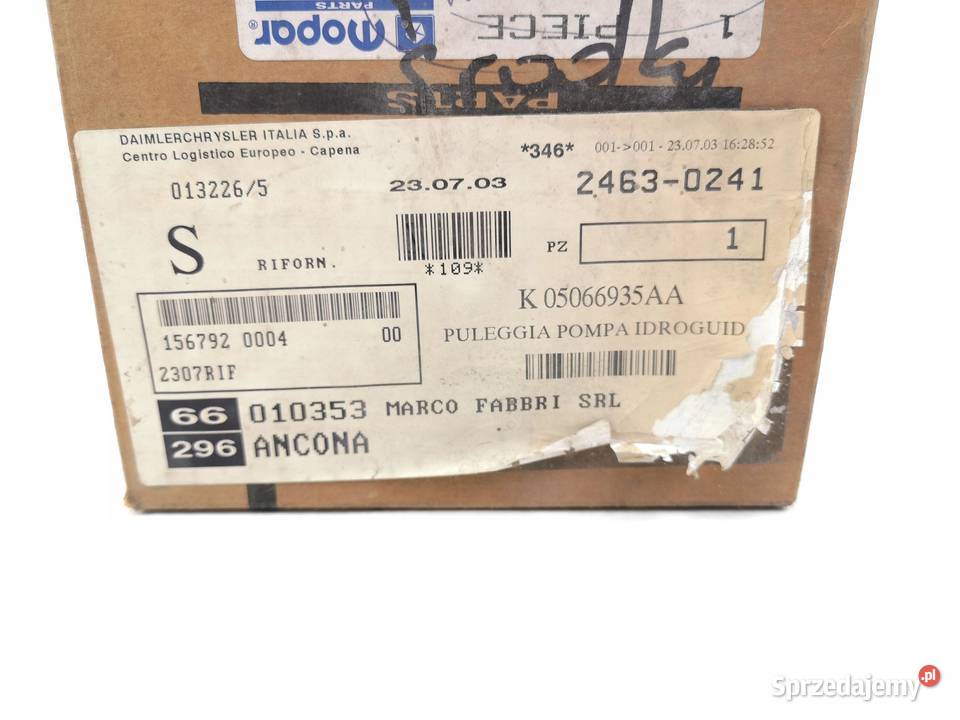 Mopar
PARTS
1 PIECE
PARTS
DAIMLERCHRYSLER ITALIA S.p.a.
Centro Logistico Europeo - Capena
*346* 001->001 - 23.07.03 16:28:52
013226/5 23.07.03 2463-0241
S RIFORN. *109* PZ 1
K 05066935AA
156792 0004 00
PULEGGIA POMPA IDROGUID
2307RIF
66 010353 MARCO FABBRI SRL
296 ANCONA
Sprzedajemy.pl